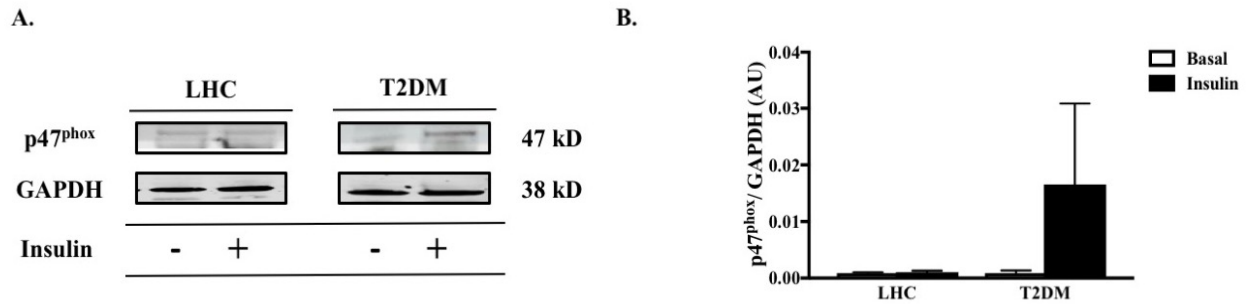 A.
LHC T2DM
p47phox 47 kD
GAPDH 38 kD
Insulin - + - +
B.
p47phox/ GAPDH (AU)
0.04
0.03
0.02
0.01
0.00
LHC T2DM
Basal
Insulin